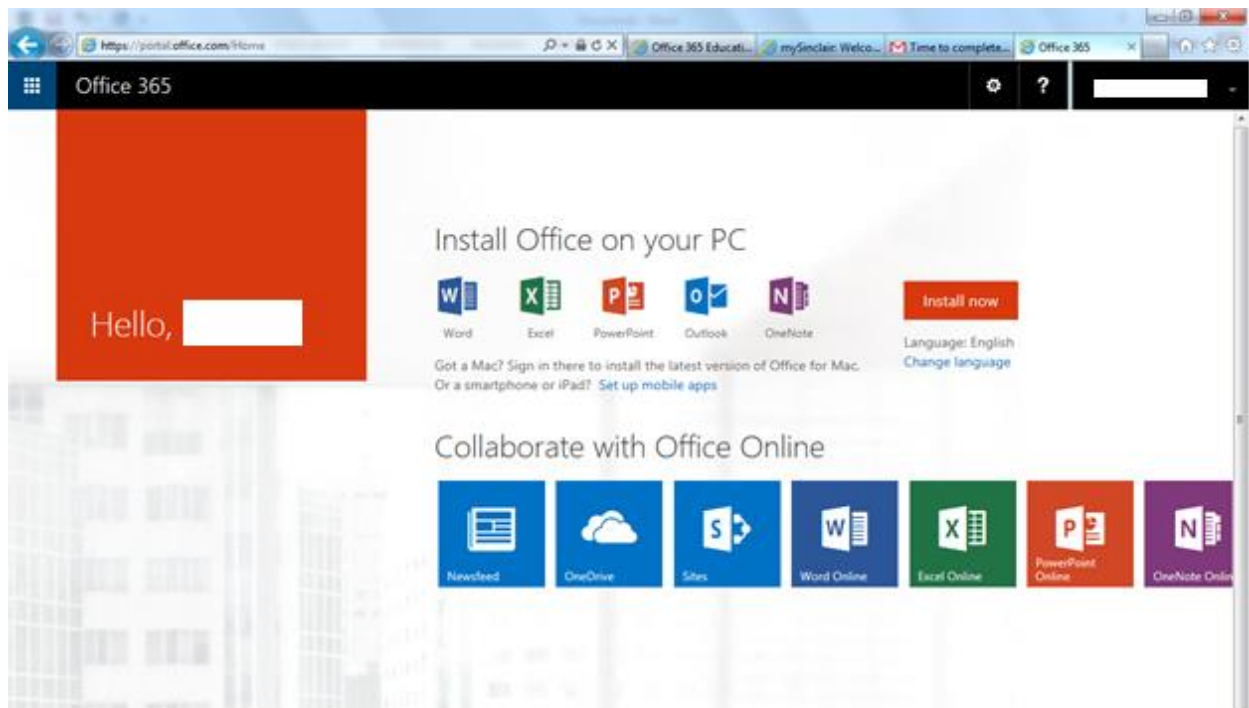 https://portal.office.com/Home
Office 365 Educati...
mySinclair: Welco...
Time to complete...
Office 365
Office 365
?
Hello,
Install Office on your PC
Word
Excel
PowerPoint
Outlook
OneNote
Install now
Language: English
Change language
Got a Mac? Sign in there to install the latest version of Office for Mac.
Or a smartphone or iPad? Set up mobile apps
Collaborate with Office Online
Newsfeed
OneDrive
Sites
Word Online
Excel Online
PowerPoint
Online
OneNote Onlin